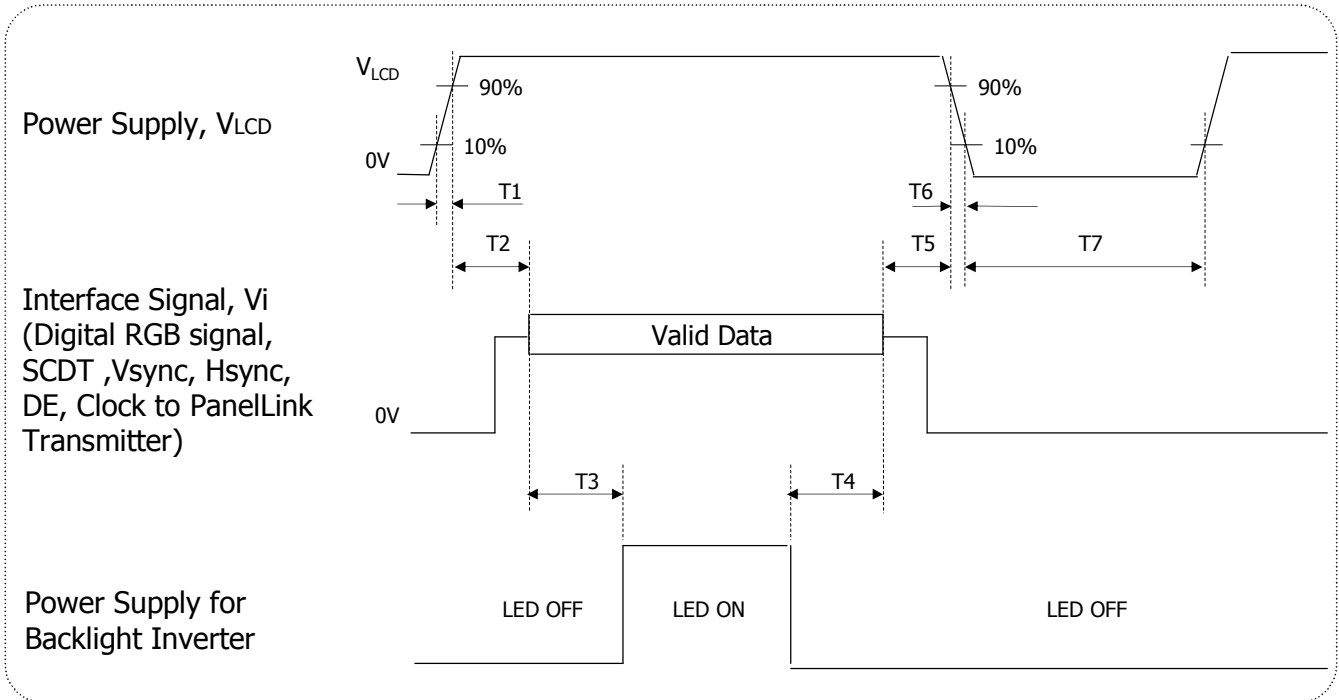 VLCD
90%
90%
Power Supply, VLCD
10%
10%
0V
T1
T6
T2
T5
T7
Interface Signal, Vi
(Digital RGB signal,
SCDT ,Vsync, Hsync,
DE, Clock to PanelLink
Transmitter)
Valid Data
0V
T3
T4
Power Supply for
Backlight Inverter
LED OFF
LED ON
LED OFF